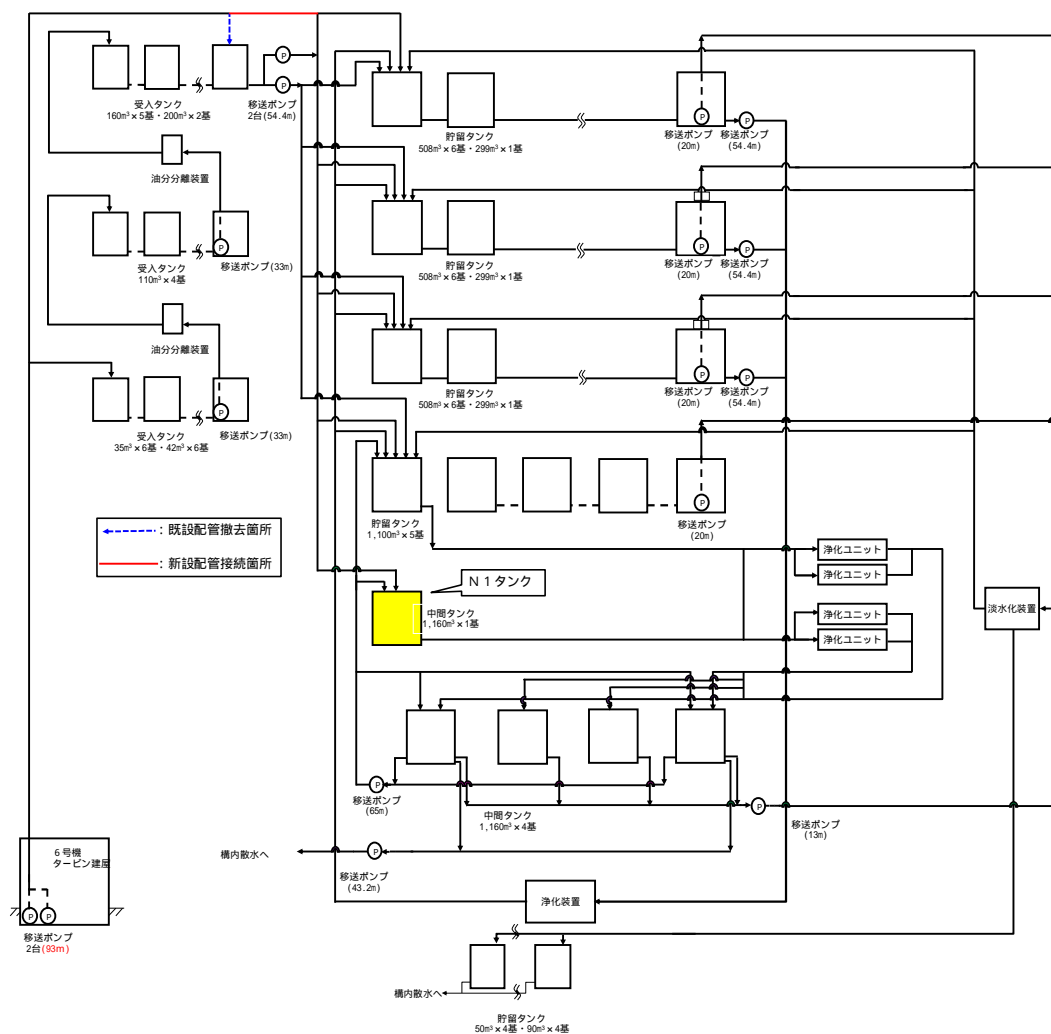 P
P
受入タンク
160m³×5基・200m³×2基
移送ポンプ
2台(54.4m)
貯留タンク
508m³×6基・299m³×1基
P
P
移送ポンプ
(20m)
移送ポンプ
(54.4m)
油分分離装置
P
受入タンク
110m³×4基
移送ポンプ(33m)
貯留タンク
508m³×6基・299m³×1基
P
P
移送ポンプ
(20m)
移送ポンプ
(54.4m)
油分分離装置
P
受入タンク
35m³×6基・42m³×6基
移送ポンプ(33m)
貯留タンク
508m³×6基・299m³×1基
P
P
移送ポンプ
(20m)
移送ポンプ
(54.4m)
貯留タンク
1,100m³×5基
P
移送ポンプ
(20m)
:既設配管撤去箇所
:新設配管接続箇所
N1タンク
中間タンク
1,160m³×1基
浄化ユニット
浄化ユニット
浄化ユニット
浄化ユニット
淡水化装置
P
移送ポンプ
(65m)
中間タンク
1,160m³×4基
P
移送ポンプ
(13m)
構内散水へ
P
移送ポンプ
(43.2m)
6号機
タービン建屋
P
P
移送ポンプ
2台(93m)
浄化装置
構内散水へ
貯留タンク
50m³×4基・90m³×4基